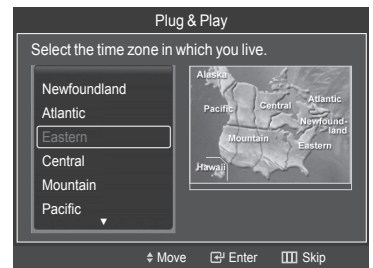 Plug & Play
Select the time zone in which you live.
Newfoundland
Atlantic
Eastern
Central
Mountain
Pacific
Alaska
Pacific
Central
Atlantic
Newfound-
land
Mountain
Eastern
Hawaii
Move
Enter
Skip